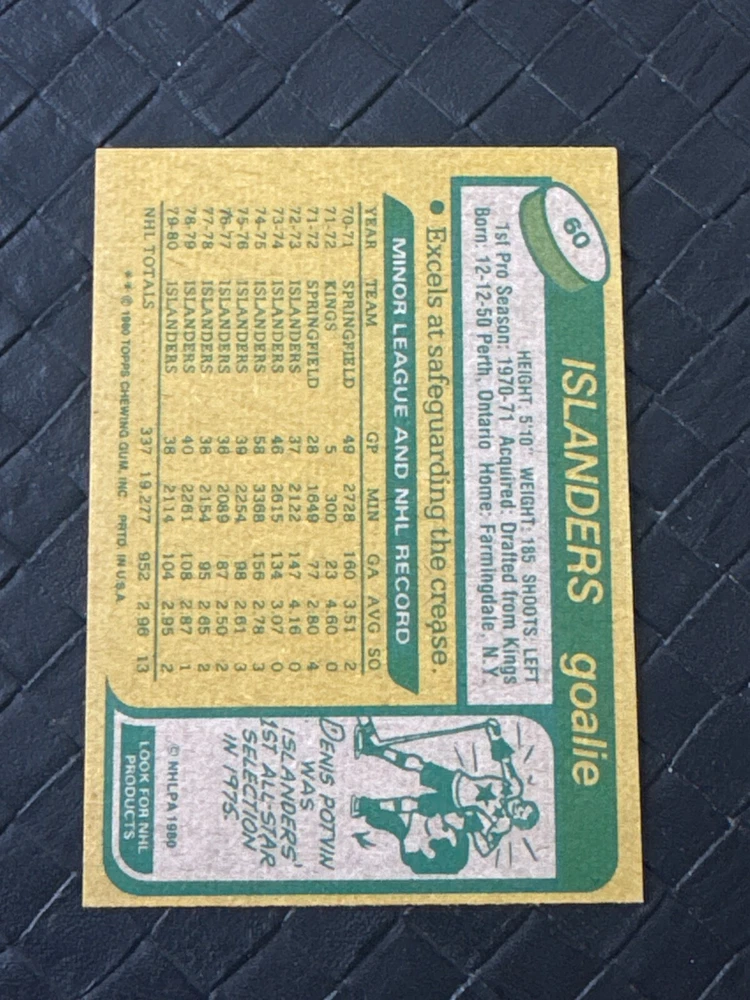 60
ISLANDERS goalie
HEIGHT: 5'10" WEIGHT: 185 SHOOTS: LEFT
1st Pro Season: 1970-71 Acquired: Drafted from Kings
Born: 12-12-50 Perth, Ontario Home: Farmingdale, N.Y.
• Excels at safeguarding the crease.
MINOR LEAGUE AND NHL RECORD
YEAR TEAM GP MIN GA AVG SO
70-71 SPRINGFIELD 49 2728 160 3.51 2
71-72 KINGS 5 300 23 4.60 0
71-72 SPRINGFIELD 28 1649 77 2.80 4
72-73 ISLANDERS 37 2122 147 4.16 0
73-74 ISLANDERS 46 2615 134 3.07 0
74-75 ISLANDERS 58 3368 156 2.78 3
75-76 ISLANDERS 39 2254 98 2.61 3
76-77 ISLANDERS 36 2089 87 2.50 2
77-78 ISLANDERS 38 2154 95 2.65 2
78-79 ISLANDERS 40 2261 108 2.87 1
79-80 ISLANDERS 38 2114 104 2.95 2
NHL TOTALS 337 19,277 952 2.96 13
* * © 1980 TOPPS CHEWING GUM, INC. PRTD. IN U.S.A.
DENIS POTVIN
WAS
ISLANDERS'
1ST ALL-STAR
SELECTION
IN 1975.
© NHLPA 1980
LOOK FOR NHL
PRODUCTS